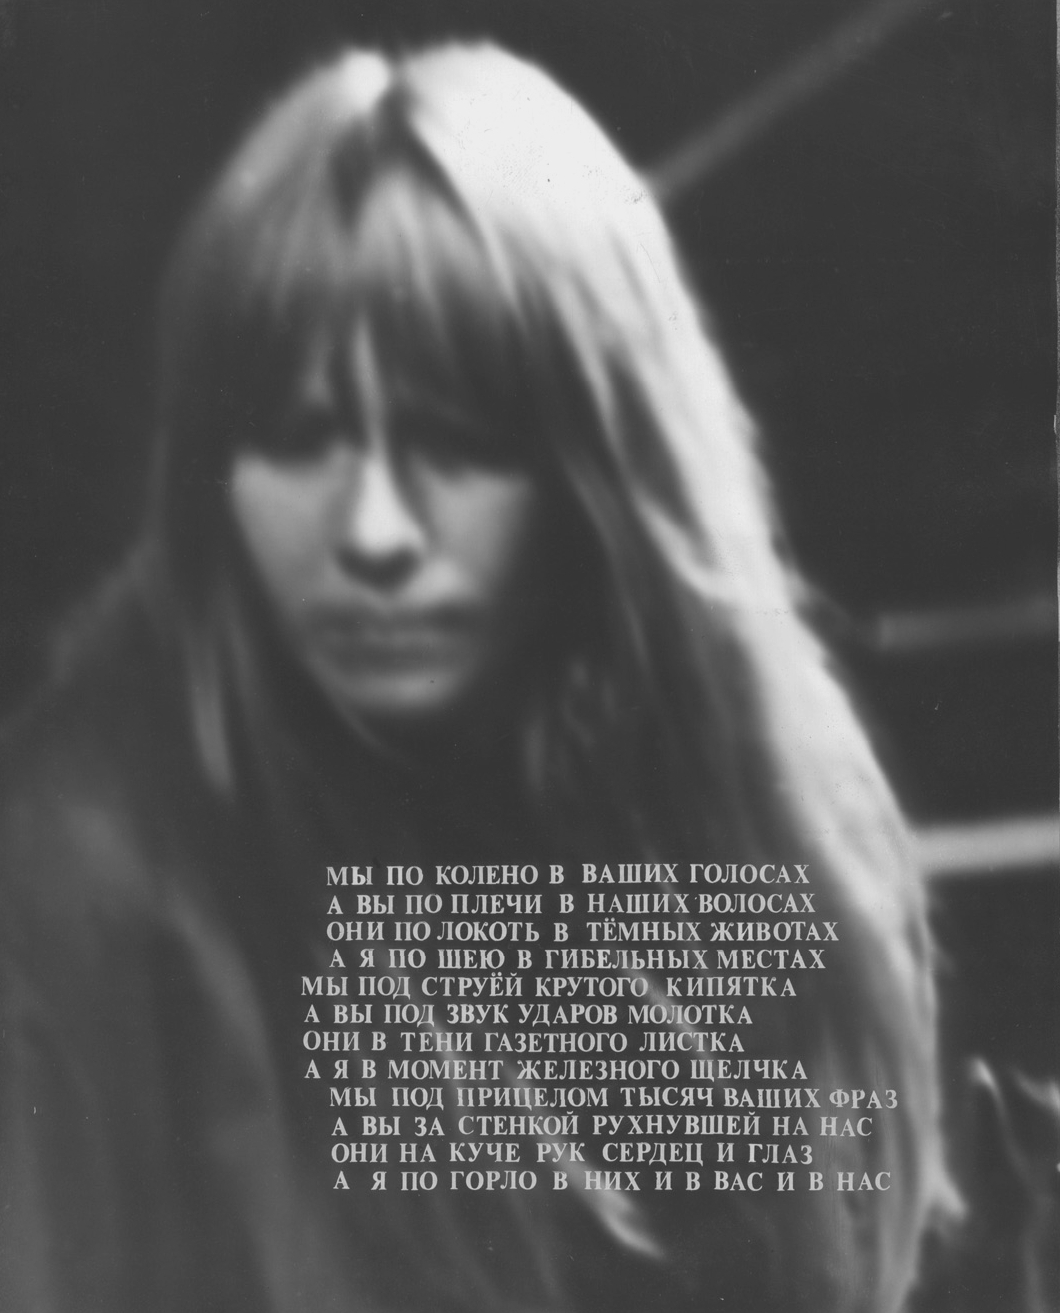 МЫ ПО КОЛЕНО В ВАШИХ ГОЛОСАХ
А ВЫ ПО ПЛЕЧИ В НАШИХ ВОЛОСАХ
ОНИ ПО ЛОКОТЬ В ТЁМНЫХ ЖИВОТАХ
А Я ПО ШЕЮ В ГИБЕЛЬНЫХ МЕСТАХ
МЫ ПОД СТРУЁЙ КРУТОГО КИПЯТКА
А ВЫ ПОД ЗВУК УДАРОВ МОЛОТКА
ОНИ В ТЕНИ ГАЗЕТНОГО ЛИСТКА
А Я В МОМЕНТ ЖЕЛЕЗНОГО ЩЕЛЧКА
МЫ ПОД ПРИЦЕЛОМ ТЫСЯЧ ВАШИХ ФРАЗ
А ВЫ ЗА СТЕНКОЙ РУХНУВШЕЙ НА НАС
ОНИ НА КУЧЕ РУК СЕРДЕЦ И ГЛАЗ
А Я ПО ГОРЛО В НИХ И В ВАС И В НАС